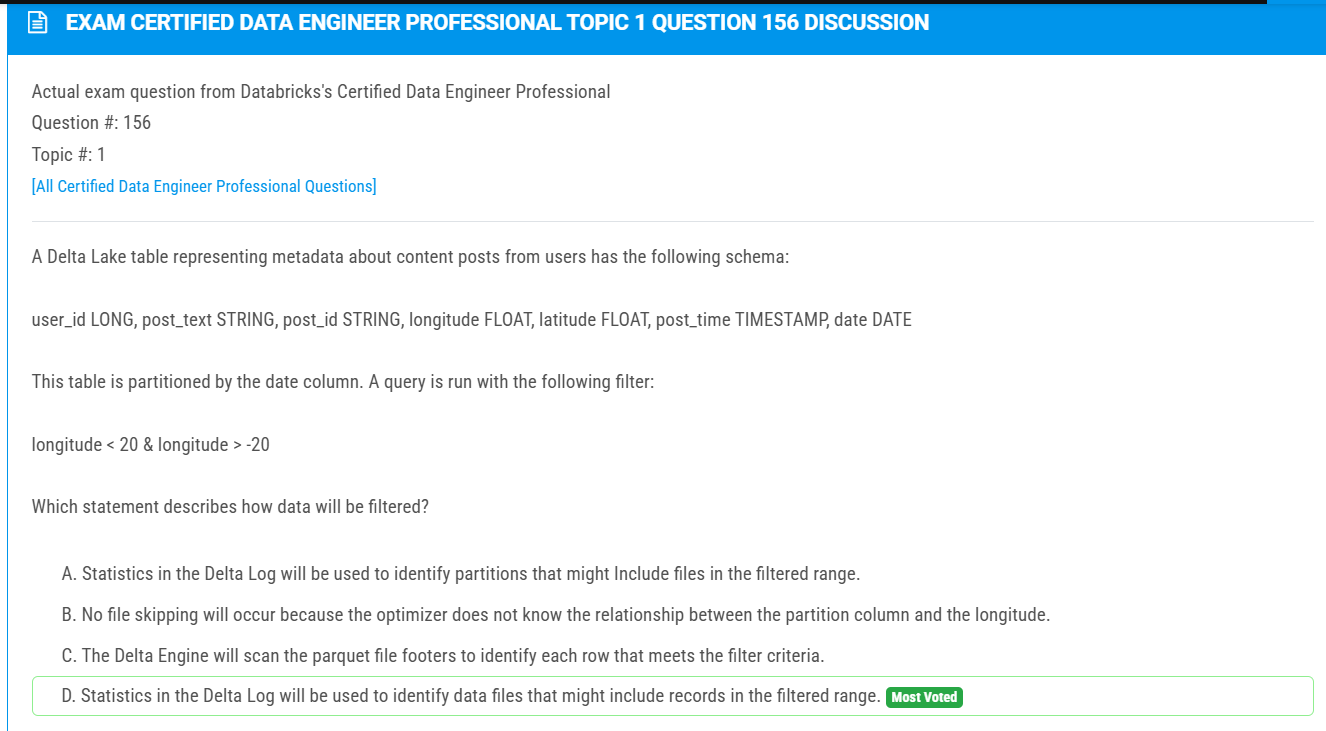 EXAM CERTIFIED DATA ENGINEER PROFESSIONAL TOPIC 1 QUESTION 156 DISCUSSION
Actual exam question from Databricks's Certified Data Engineer Professional
Question #: 156
Topic #: 1
[All Certified Data Engineer Professional Questions]
A Delta Lake table representing metadata about content posts from users has the following schema:
user_id LONG, post_text STRING, post_id STRING, longitude FLOAT, latitude FLOAT, post_time TIMESTAMP, date DATE
This table is partitioned by the date column. A query is run with the following filter:
longitude < 20 & longitude > -20
Which statement describes how data will be filtered?
A. Statistics in the Delta Log will be used to identify partitions that might Include files in the filtered range.
B. No file skipping will occur because the optimizer does not know the relationship between the partition column and the longitude.
C. The Delta Engine will scan the parquet file footers to identify each row that meets the filter criteria.
D. Statistics in the Delta Log will be used to identify data files that might include records in the filtered range. Most Voted